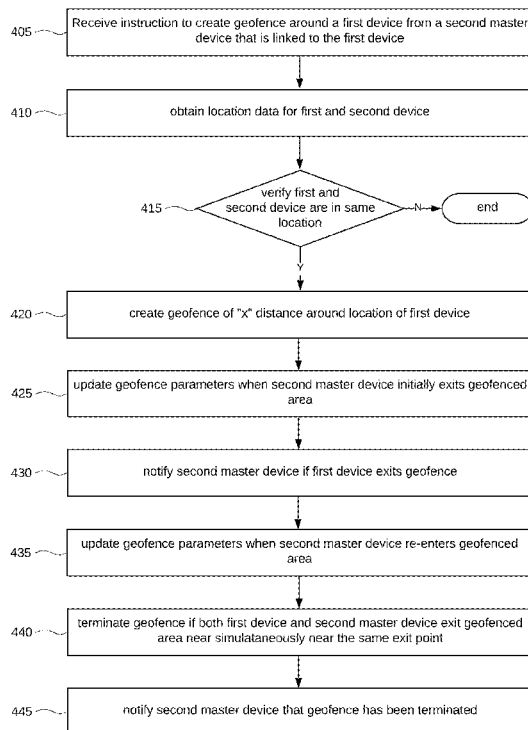 405
Receive instruction to create geofence around a first device from a second master
device that is linked to the first device
410
obtain location data for first and second device
415
verify first and
second device are in same
location
N
end
Y
420
create geofence of "x" distance around location of first device
425
update geofence parameters when second master device initially exits geofenced
area
430
notify second master device if first device exits geofence
435
update geofence parameters when second master device re-enters geofenced
area
440
terminate geofence if both first device and second master device exit geofenced
area near simulataneously near the same exit point
445
notify second master device that geofence has been terminated